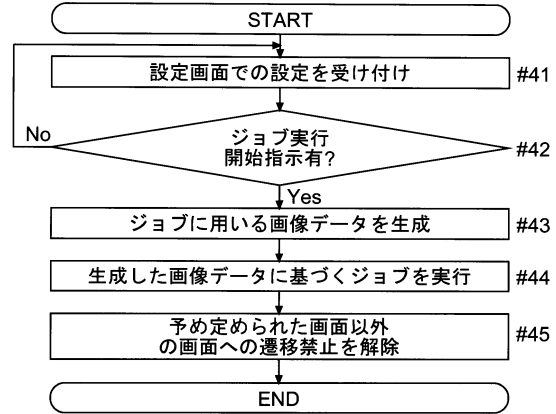 START
設定画面での設定を受け付け
#41
No
ジョブ実行
開始指示有?
#42
Yes
ジョブに用いる画像データを生成
#43
生成した画像データに基づくジョブを実行
#44
予め定められた画面以外
の画面への遷移禁止を解除
#45
END